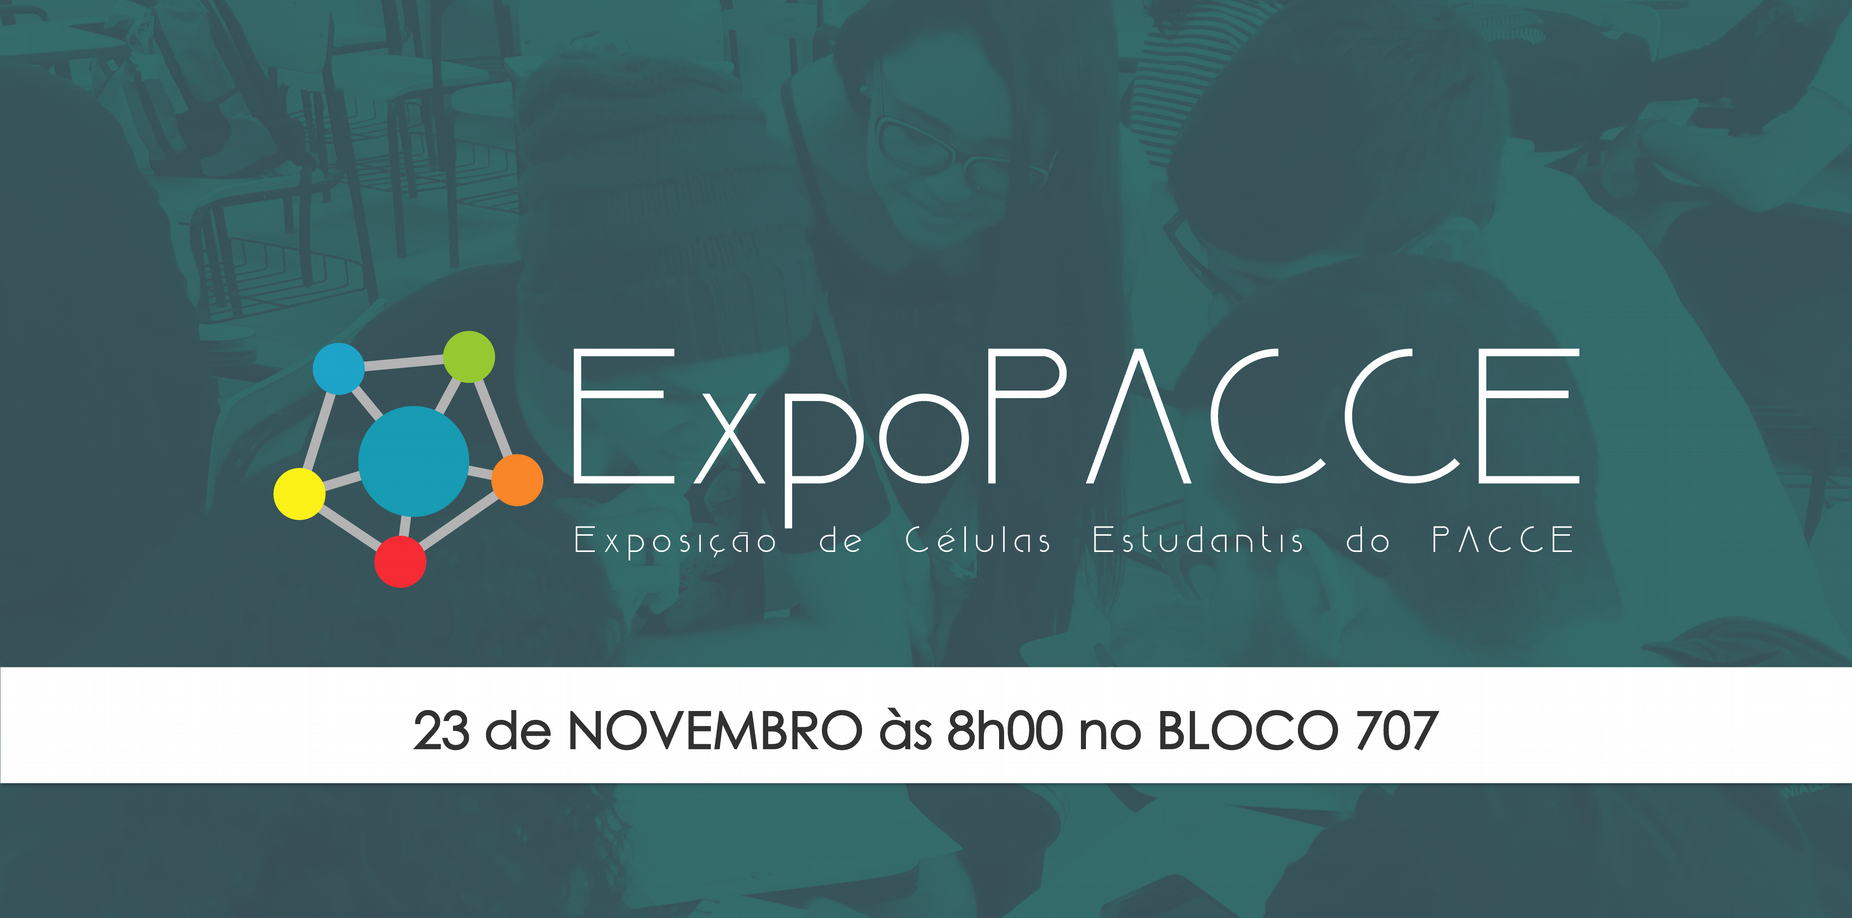 ExpoPACCE
Exposição de Células Estudantis do PACCE
23 de NOVEMBRO às 8h00 no BLOCO 707